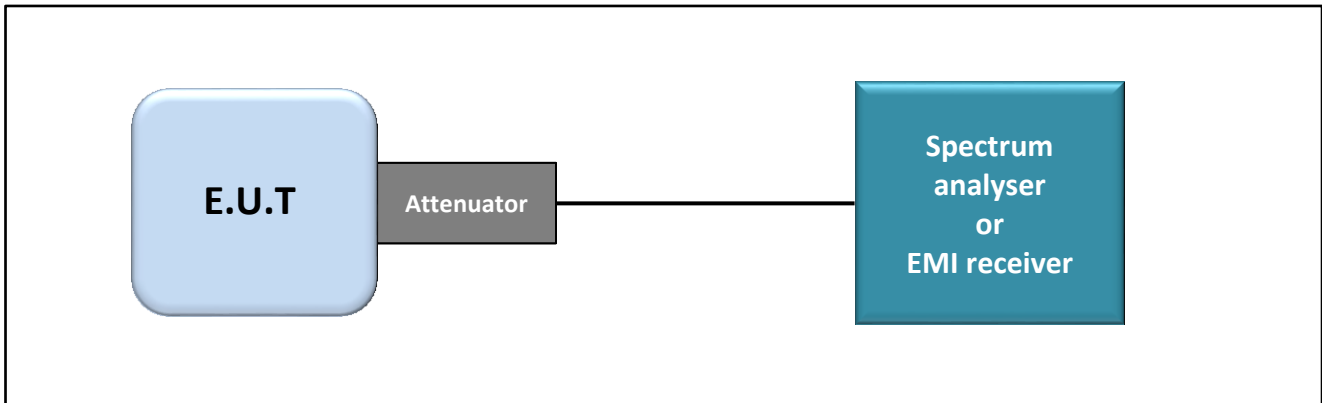 E.U.T
Attenuator
Spectrum
analyser
or
EMI receiver